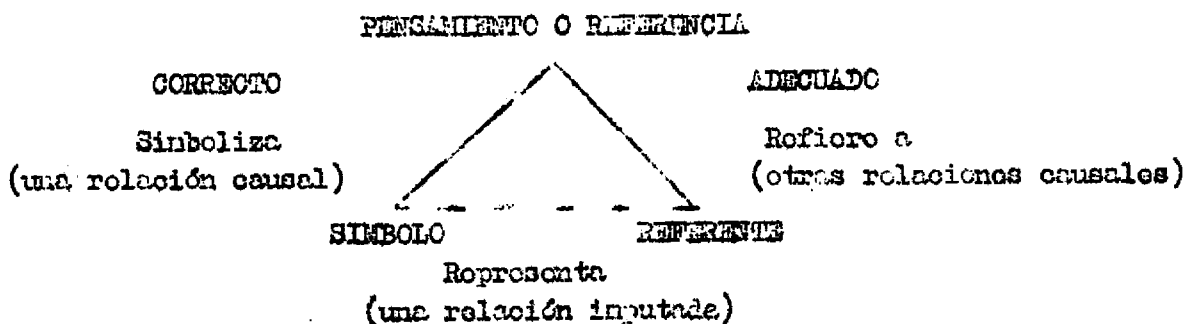 PENSAMIENTO O REFERENCIA
CORRECTO ADECUADO
Simboliza Refiere a
(una relación causal) (otras relaciones causales)
SIMBOLO REFERENTE
Representa
(una relación imputada)